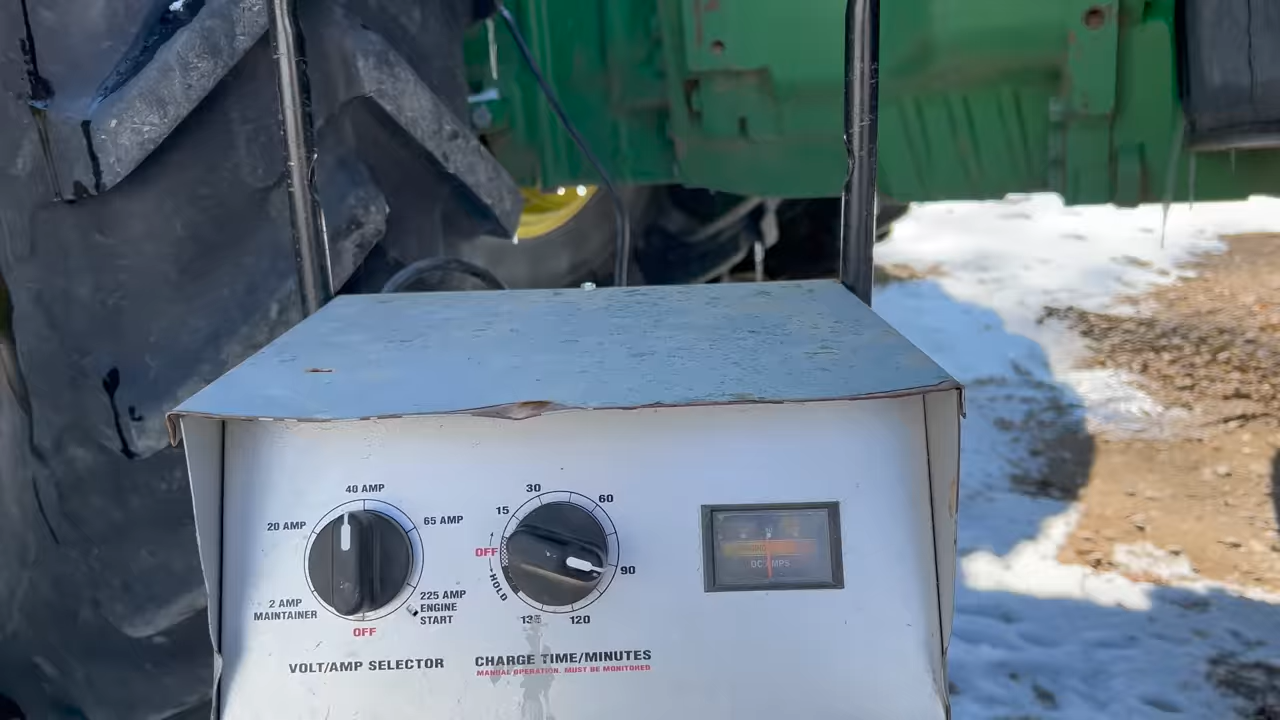 40 AMP
20 AMP
65 AMP
2 AMP
MAINTAINER
225 AMP
ENGINE
START
OFF
VOLT/AMP SELECTOR
30
15
60
OFF
HOLD
90
120
CHARGE TIME/MINUTES
MANUAL OPERATION. MUST BE MONITORED
DC AMPS